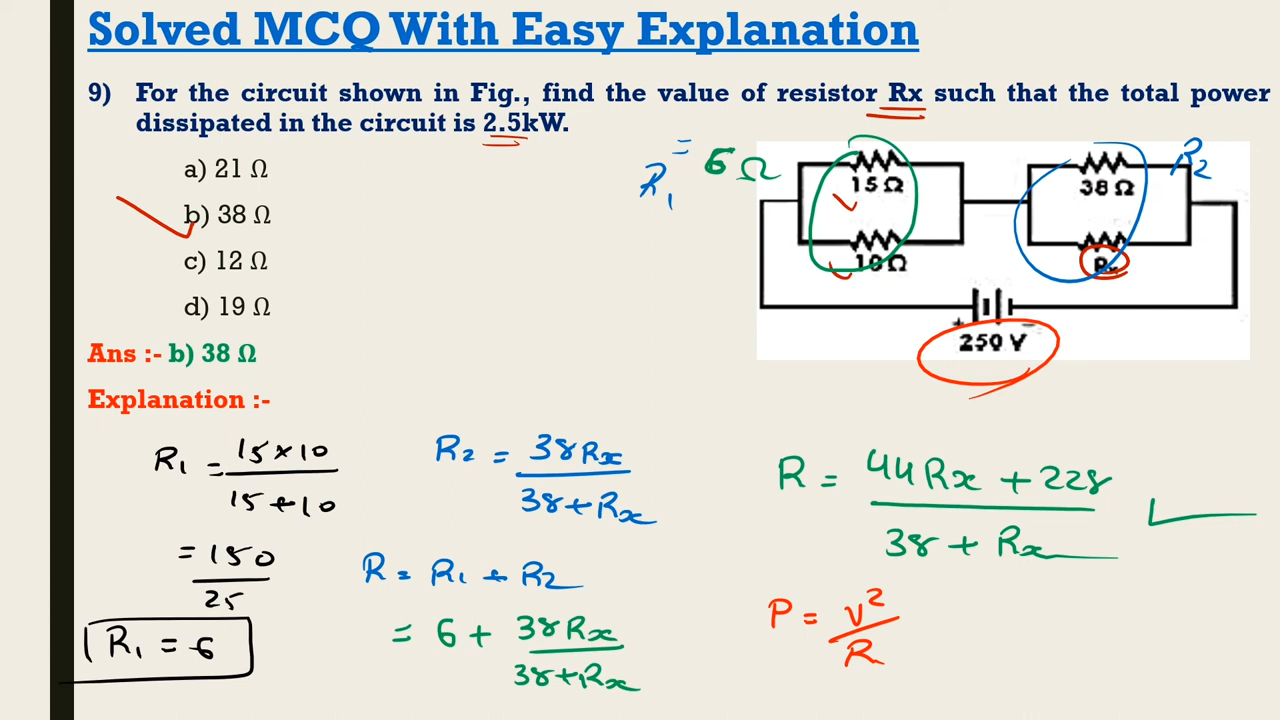 Solved MCQ With Easy Explanation
9) For the circuit shown in Fig., find the value of resistor Rx such that the total power
dissipated in the circuit is 2.5kW.
a) 21 Ω
b) 38 Ω
c) 12 Ω
d) 19 Ω
Ans :- b) 38 Ω
Explanation :-
R1 = 6 Ω
15 Ω
10 Ω
R2
38 Ω
Rx
+ −
250 V
R1 = 15 × 10
15 + 10
= 150
25
R1 = 6
R2 = 38Rx
38 + Rx
R = R1 + R2
= 6 + 38Rx
38 + Rx
R = 44Rx + 228
38 + Rx
P = V²
R